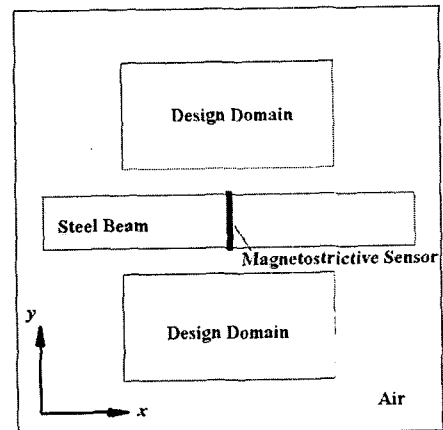 Design Domain
Steel Beam
Magnetostrictive Sensor
Design Domain
y
x
Air